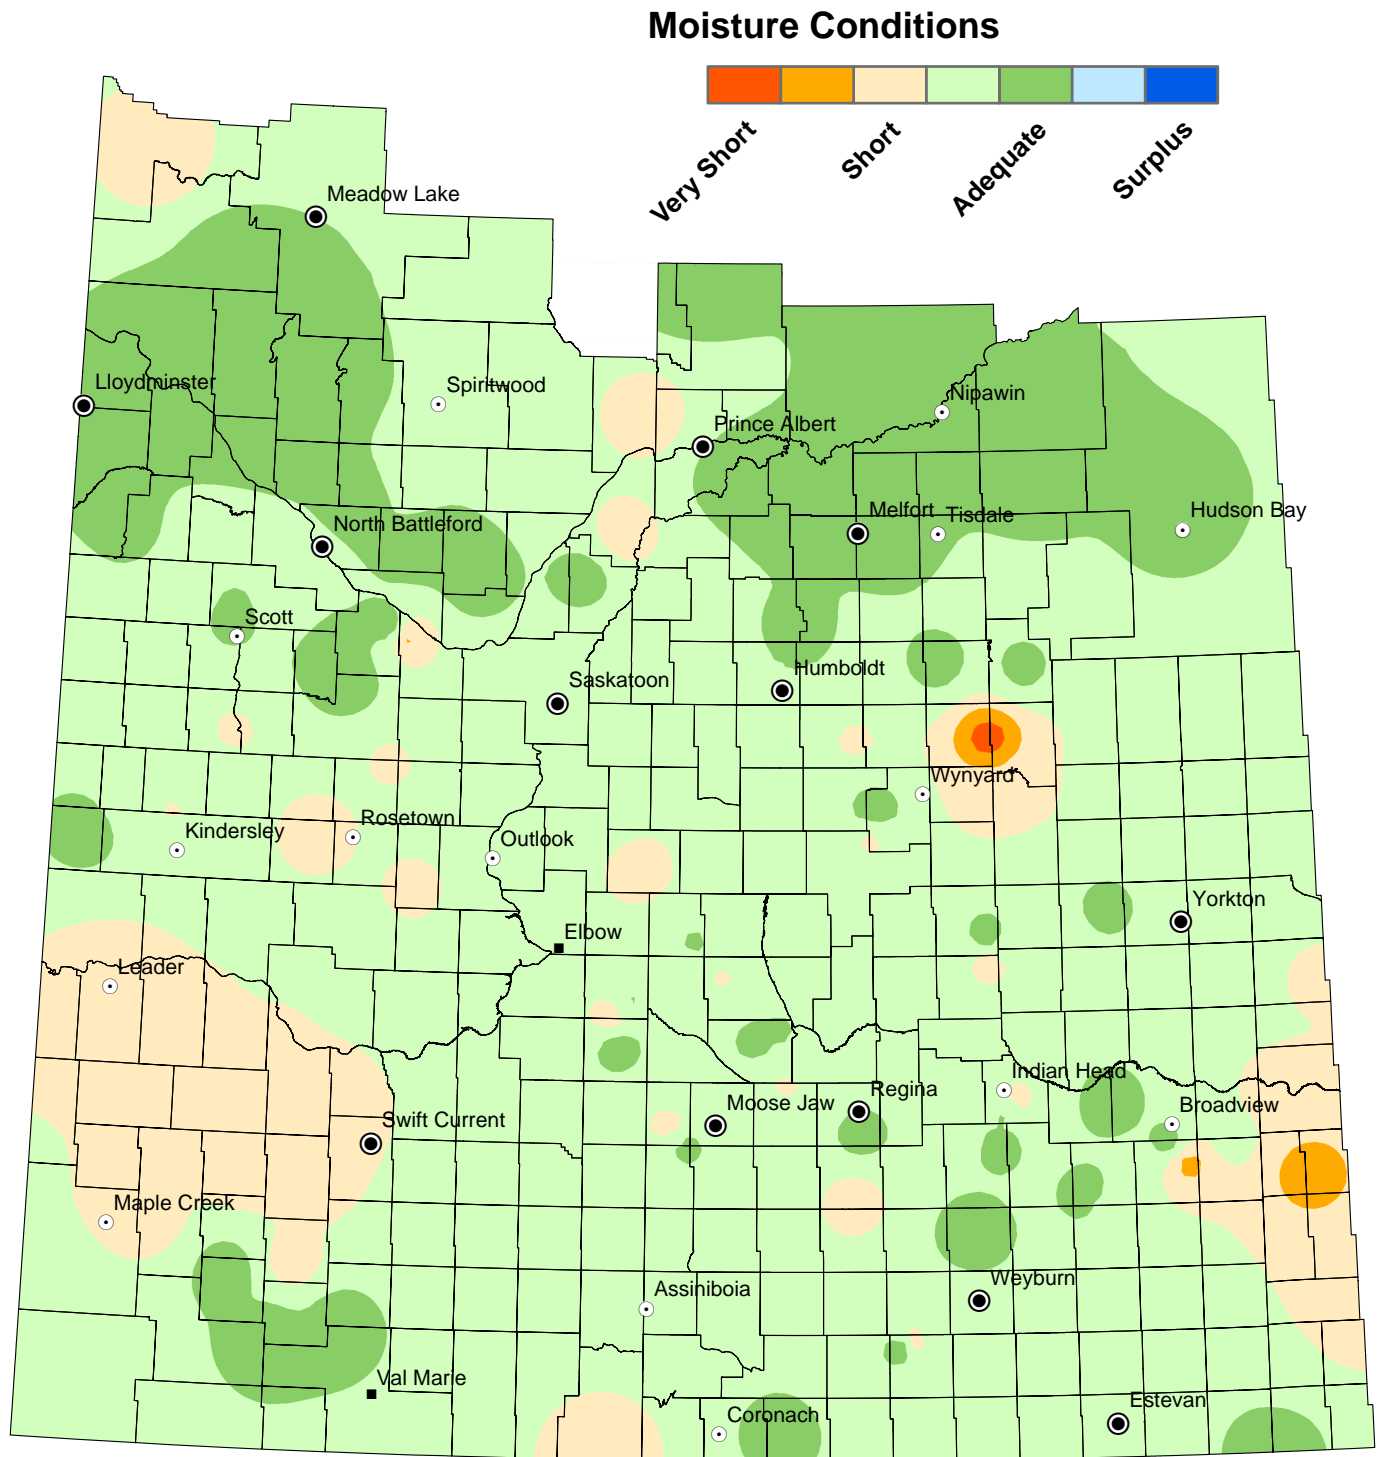 Moisture Conditions
Very Short
Short
Adequate
Surplus
Meadow Lake
Lloydminster
Spiritwood
Nipawin
Prince Albert
North Battleford
Melfort
Tisdale
Hudson Bay
Scott
Saskatoon
Humboldt
Wynyard
Kindersley
Rosetown
Outlook
Yorkton
Elbow
Leader
Indian Head
Regina
Moose Jaw
Broadview
Swift Current
Maple Creek
Assiniboia
Weyburn
Val Marie
Coronach
Estevan